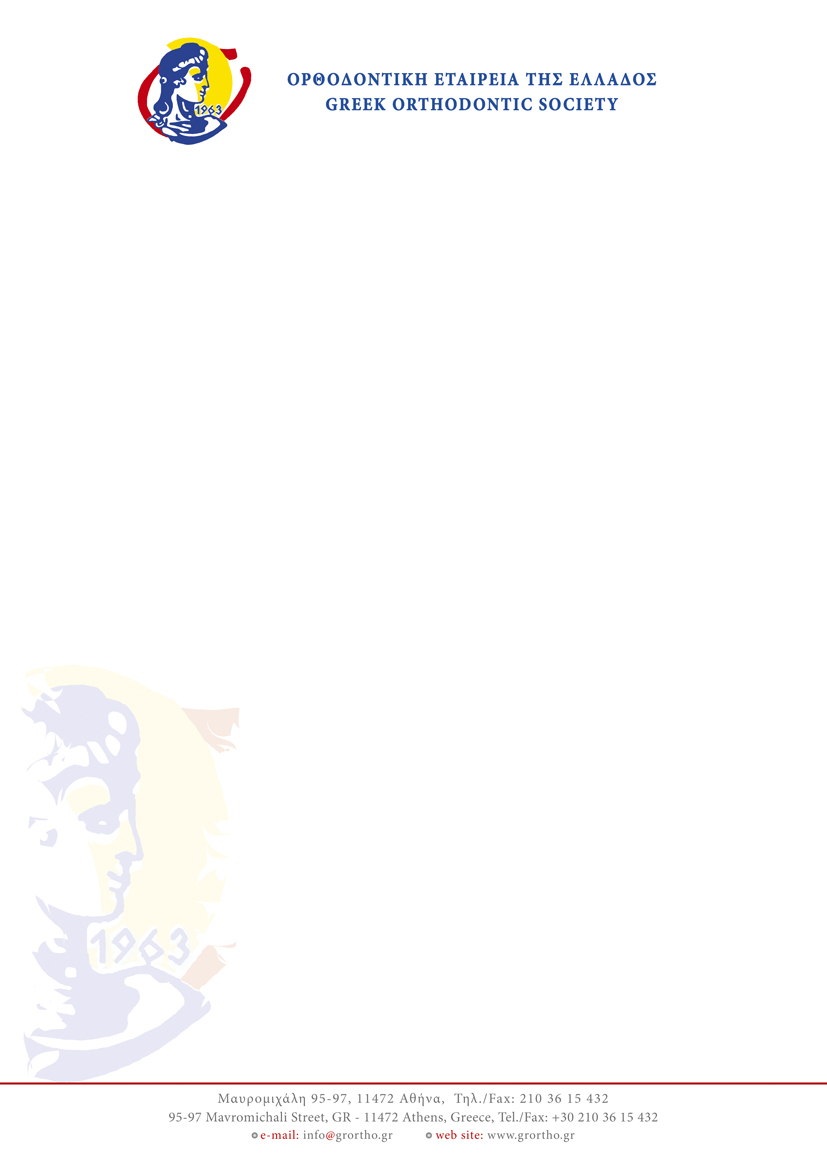 1963
ΟΡΘΟΔΟΝΤΙΚΗ ΕΤΑΙΡΕΙΑ ΤΗΣ ΕΛΛΑΔΟΣ
GREEK ORTHODONTIC SOCIETY
1963
Μαυρομιχάλη 95-97, 11472 Αθήνα, Τηλ./Fax: 210 36 15 432
95-97 Mavromichali Street, GR - 11472 Athens, Greece, Tel./Fax: +30 210 36 15 432
e-mail: info@grortho.gr web site: www.grortho.gr